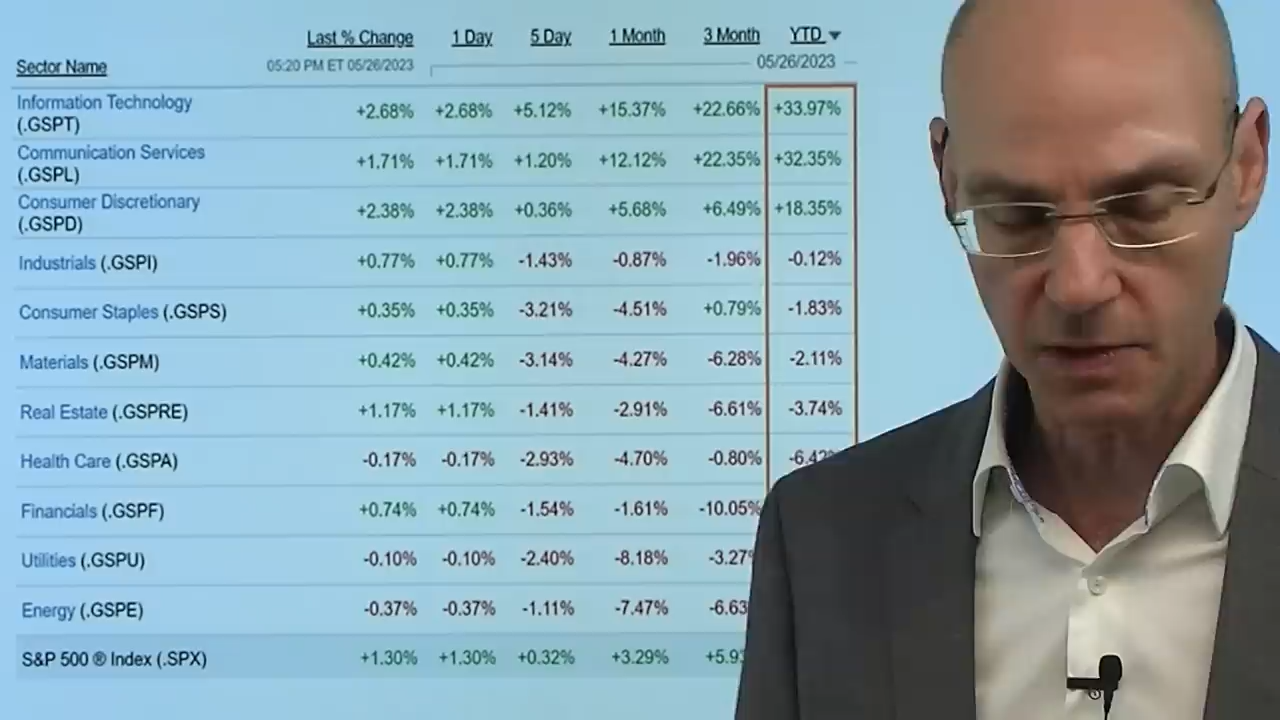 Last % Change 1 Day 5 Day 1 Month 3 Month YTD
Sector Name 05:20 PM ET 05/26/2023 05/26/2023
Information Technology (.GSPT) +2.68% +2.68% +5.12% +15.37% +22.66% +33.97%
Communication Services (.GSPL) +1.71% +1.71% +1.20% +12.12% +22.35% +32.35%
Consumer Discretionary (.GSPD) +2.38% +2.38% +0.36% +5.68% +6.49% +18.35%
Industrials (.GSPI) +0.77% +0.77% -1.43% -0.87% -1.96% -0.12%
Consumer Staples (.GSPS) +0.35% +0.35% -3.21% -4.51% +0.79% -1.83%
Materials (.GSPM) +0.42% +0.42% -3.14% -4.27% -6.28% -2.11%
Real Estate (.GSPRE) +1.17% +1.17% -1.41% -2.91% -6.61% -3.74%
Health Care (.GSPA) -0.17% -0.17% -2.93% -4.70% -0.80%
Financials (.GSPF) +0.74% +0.74% -1.54% -1.61% -10.05%
Utilities (.GSPU) -0.10% -0.10% -2.40% -8.18% -3.27%
Energy (.GSPE) -0.37% -0.37% -1.11% -7.47% -6.63
S&P 500 ® Index (.SPX) +1.30% +1.30% +0.32% +3.29%